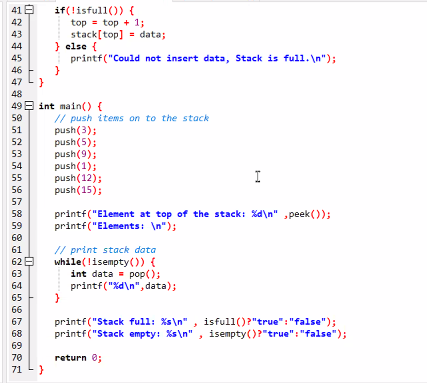 41 if(!isfull()) {
42 top = top + 1;
43 stack[top] = data;
44 } else {
45 printf("Could not insert data, Stack is full.\n");
46 }
47 }
48
49 int main() {
50 // push items on to the stack
51 push(3);
52 push(5);
53 push(9);
54 push(1);
55 push(12);
56 push(15);
57
58 printf("Element at top of the stack: %d\n" ,peek());
59 printf("Elements: \n");
60
61 // print stack data
62 while(!isempty()) {
63 int data = pop();
64 printf("%d\n",data);
65 }
66
67 printf("Stack full: %s\n" , isfull()?"true":"false");
68 printf("Stack empty: %s\n" , isempty()?"true":"false");
69
70 return 0;
71 }